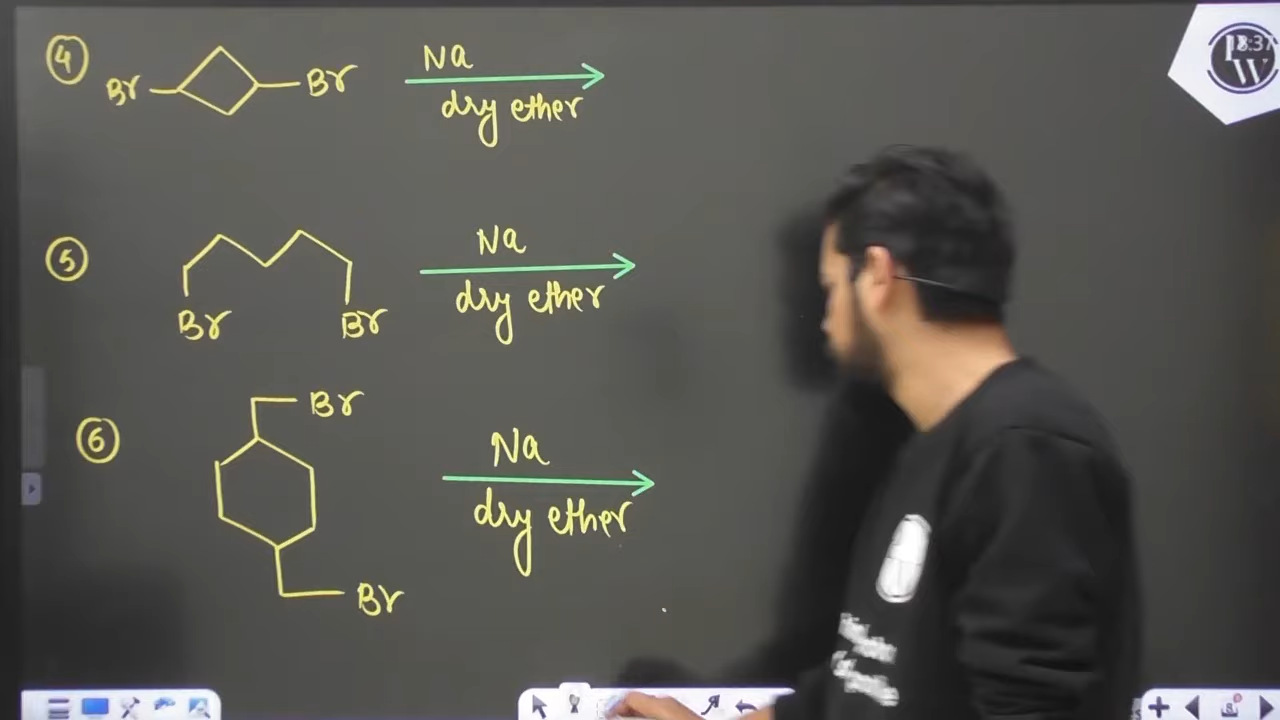 ④ Br Br Na
dry ether
⑤ Br Br Na
dry ether
⑥ Br Br Na
dry ether